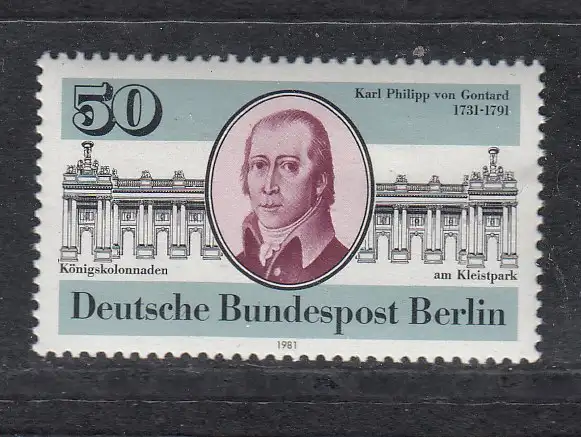 50
Karl Philipp von Gontard
1731-1791
Königskolonnaden
am Kleistpark
Deutsche Bundespost Berlin
1981